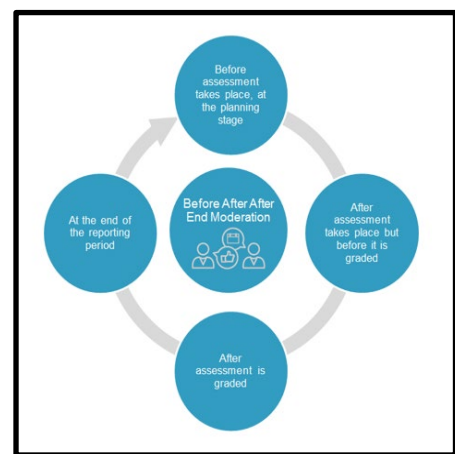 Before
assessment
takes place, at
the planning
stage
After
assessment
takes place but
before it is
graded
After
assessment is
graded
At the end of
the reporting
period
Before After After
End Moderation